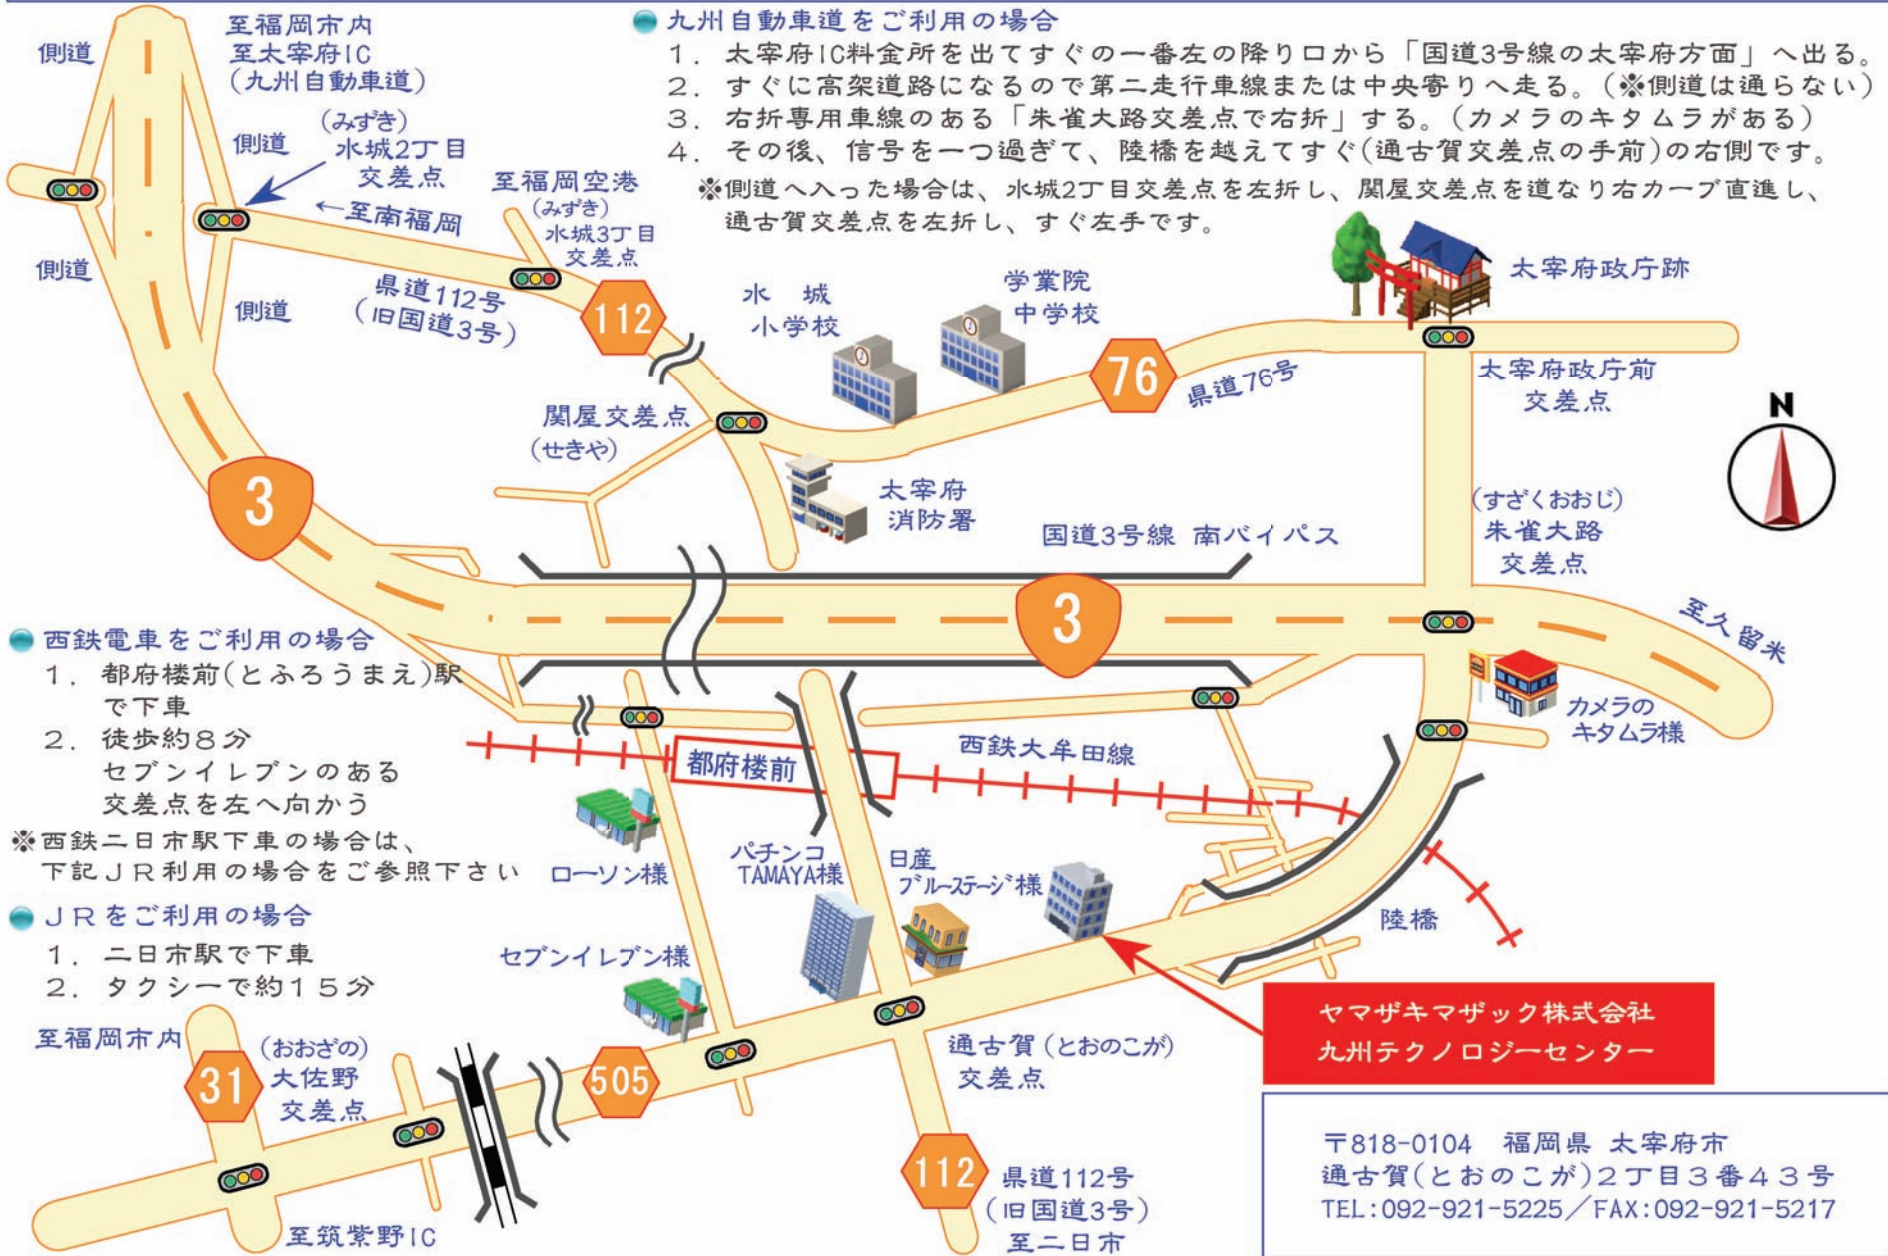 九州自動車道をご利用の場合
1. 太宰府IC料金所を出てすぐの一番左の降り口から「国道3号線の太宰府方面」へ出る。
2. すぐに高架道路になるので第二走行車線または中央寄りへ走る。(※側道は通らない)
3. 右折専用車線のある「朱雀大路交差点で右折」する。(カメラのキタムラがある)
4. その後、信号を一つ過ぎて、陸橋を越えてすぐ(通古賀交差点の手前)の右側です。
※側道へ入った場合は、水城2丁目交差点を左折し、関屋交差点を道なり右カーブ直進し、
通古賀交差点を左折し、すぐ左手です。
至福岡市内
至太宰府IC
(九州自動車道)
側道
(みずき)
水城2丁目
交差点
側道
←至南福岡
至福岡空港
(みずき)
水城3丁目
交差点
側道
側道
県道112号
(旧国道3号)
112
水 城
小学校
学業院
中学校
76
県道76号
太宰府政庁跡
太宰府政庁前
交差点
N
関屋交差点
(せきや)
3
太宰府
消防署
国道3号線 南バイパス
3
(すざくおおじ)
朱雀大路
交差点
至久留米
カメラの
キタムラ様
西鉄電車をご利用の場合
1. 都府楼前(とふろうまえ)駅
で下車
2. 徒歩約8分
セブンイレブンのある
交差点を左へ向かう
※西鉄二日市駅下車の場合は、
下記JR利用の場合をご参照下さい
JRをご利用の場合
1. 二日市駅で下車
2. タクシーで約15分
都府楼前
西鉄大牟田線
ローソン様
パチンコ
TAMAYA様
日産
ブルーステージ様
セブンイレブン様
陸橋
ヤマザキマザック株式会社
九州テクノロジーセンター
至福岡市内
31
(おおざの)
大佐野
交差点
505
通古賀(とおのこが)
交差点
至筑紫野IC
112
県道112号
(旧国道3号)
至二日市
〒818-0104 福岡県 太宰府市
通古賀(とおのこが)2丁目3番43号
TEL:092-921-5225/FAX:092-921-5217